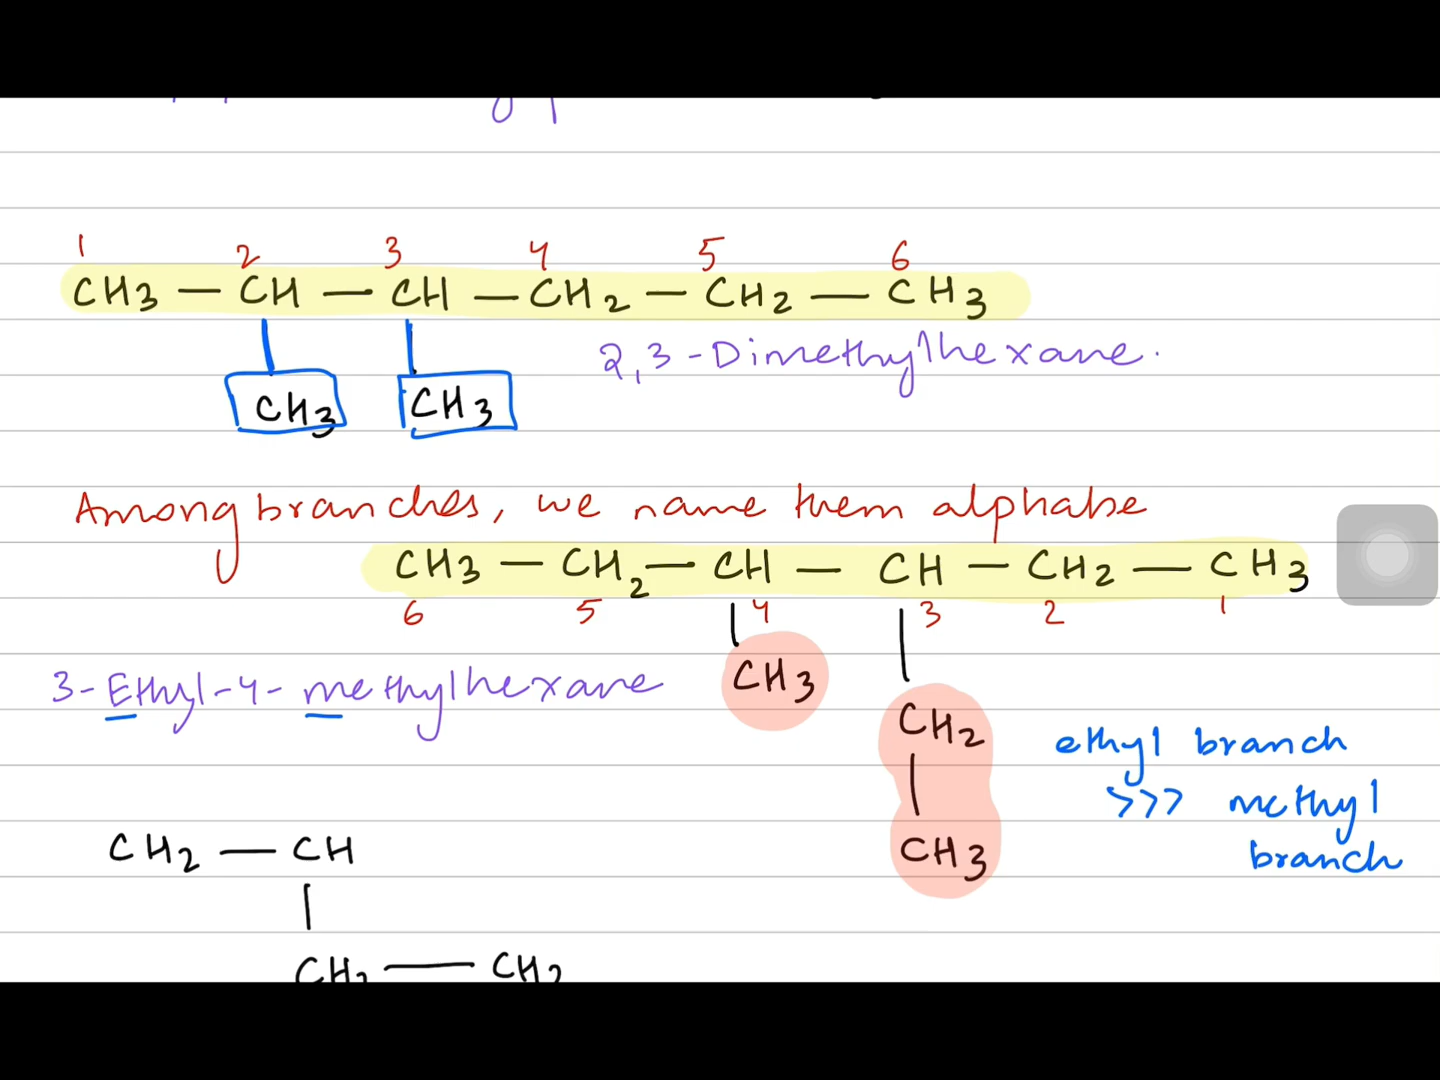 1 2 3 4 5 6
CH3 — CH — CH — CH2 — CH2 — CH3
2,3-Dimethylhexane.
CH3 CH3
Among branches, we name them alphabe
CH3 — CH2 — CH — CH — CH2 — CH3
6 5 4 3 2 1
3-Ethyl-4-methylhexane CH3
CH2
ethyl branch
>>> methyl
branch
CH3
CH2 — CH